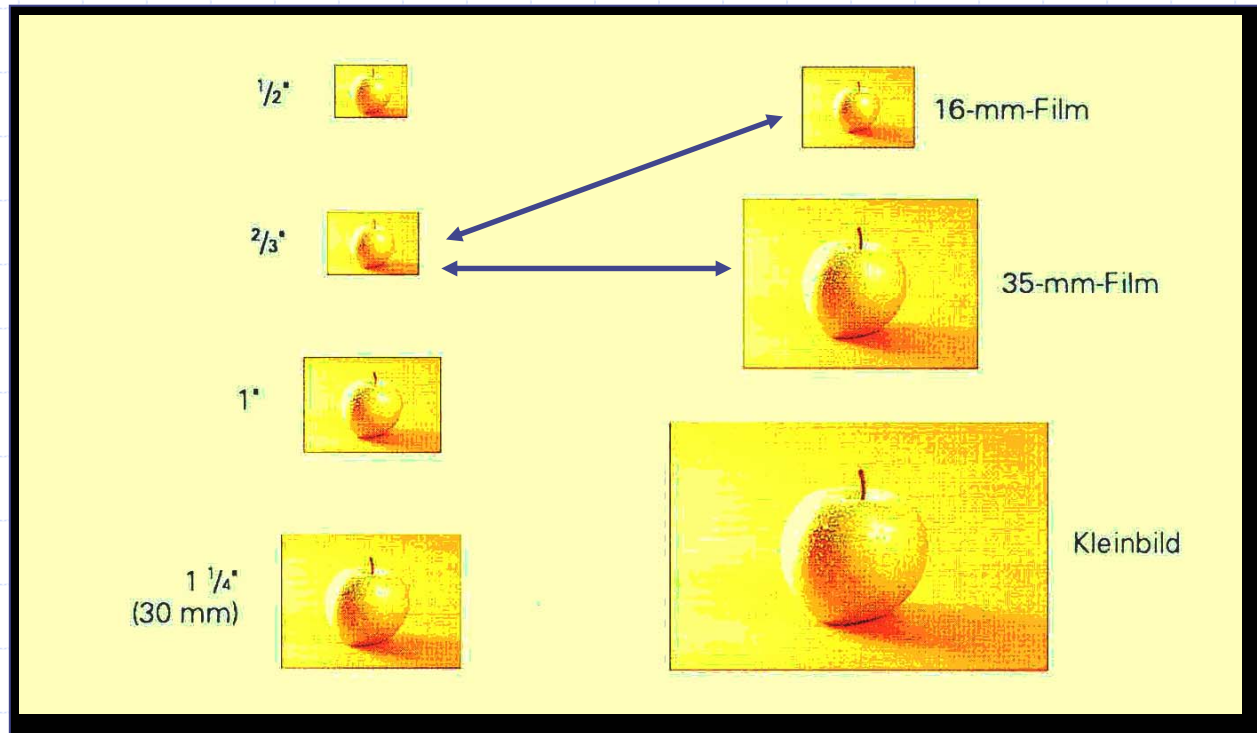 ½"
⅔"
1"
1 ¼"
(30 mm)
16-mm-Film
35-mm-Film
Kleinbild